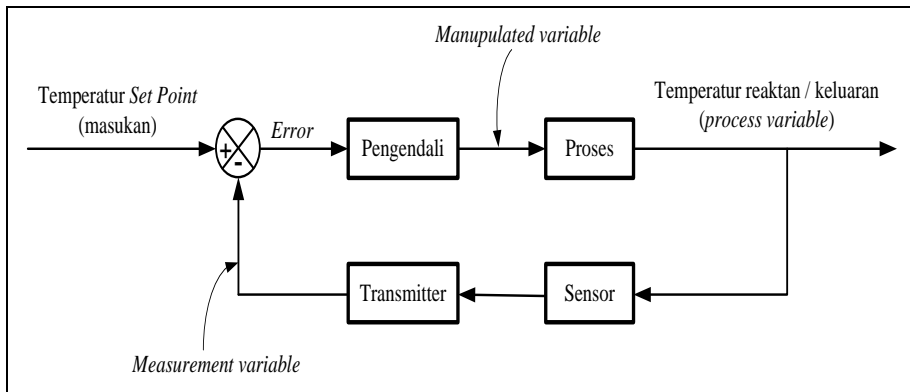 Manupulated variable
Temperatur Set Point
(masukan)
Temperatur reaktan / keluaran
(process variable)
Error
+
-
Pengendali
Proses
Transmitter
Sensor
Measurement variable